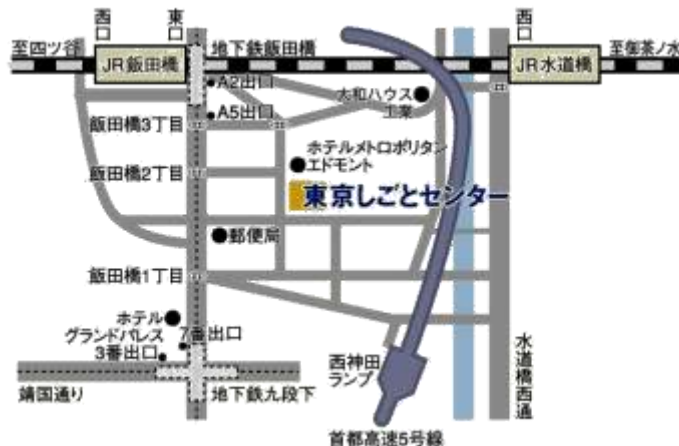 西口
東口
西口
至四ツ谷
JR飯田橋
地下鉄飯田橋
JR水道橋
至御茶ノ水
A2出口
大和ハウス
工業
A5出口
飯田橋3丁目
ホテルメトロポリタン
エドモント
飯田橋2丁目
東京しごとセンター
郵便局
飯田橋1丁目
ホテル
グランドパレス
7番出口
3番出口
西神田
ランプ
水道橋西通
靖国通り
地下鉄九段下
首都高速5号線